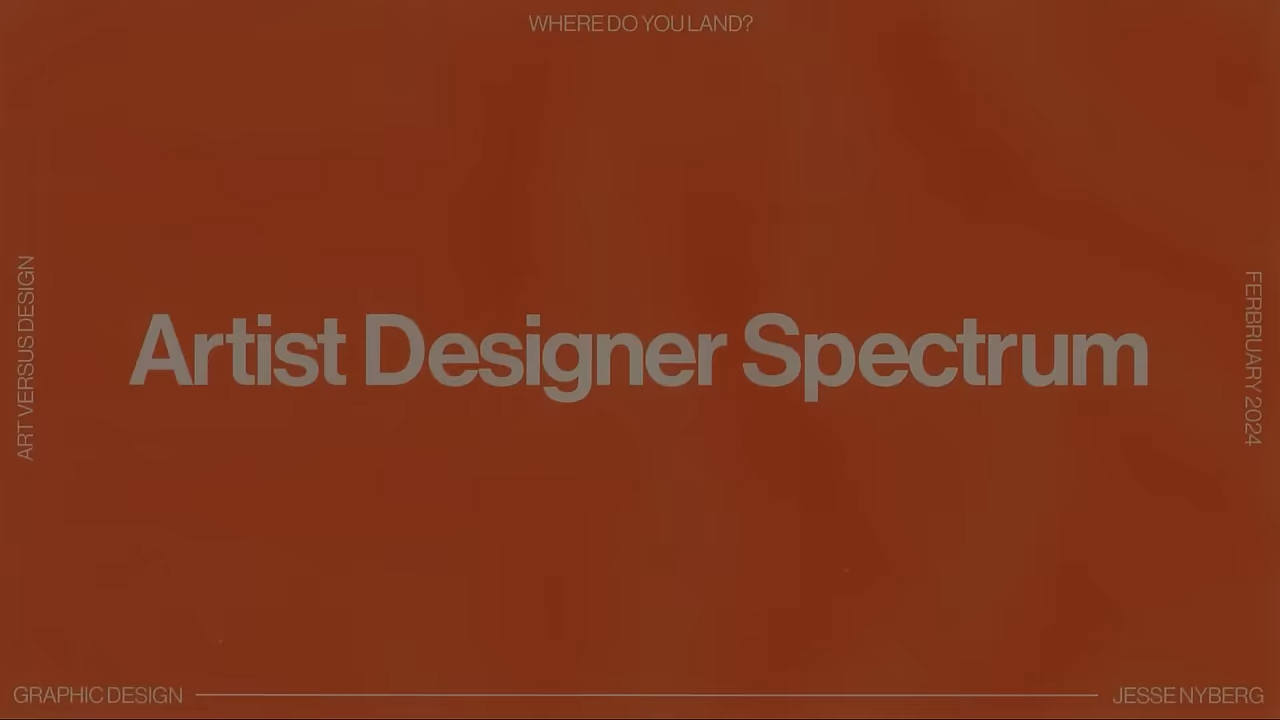 WHERE DO YOU LAND?
ART VERSUS DESIGN
Artist Designer Spectrum
FERBRUARY 2024
GRAPHIC DESIGN
JESSE NYBERG